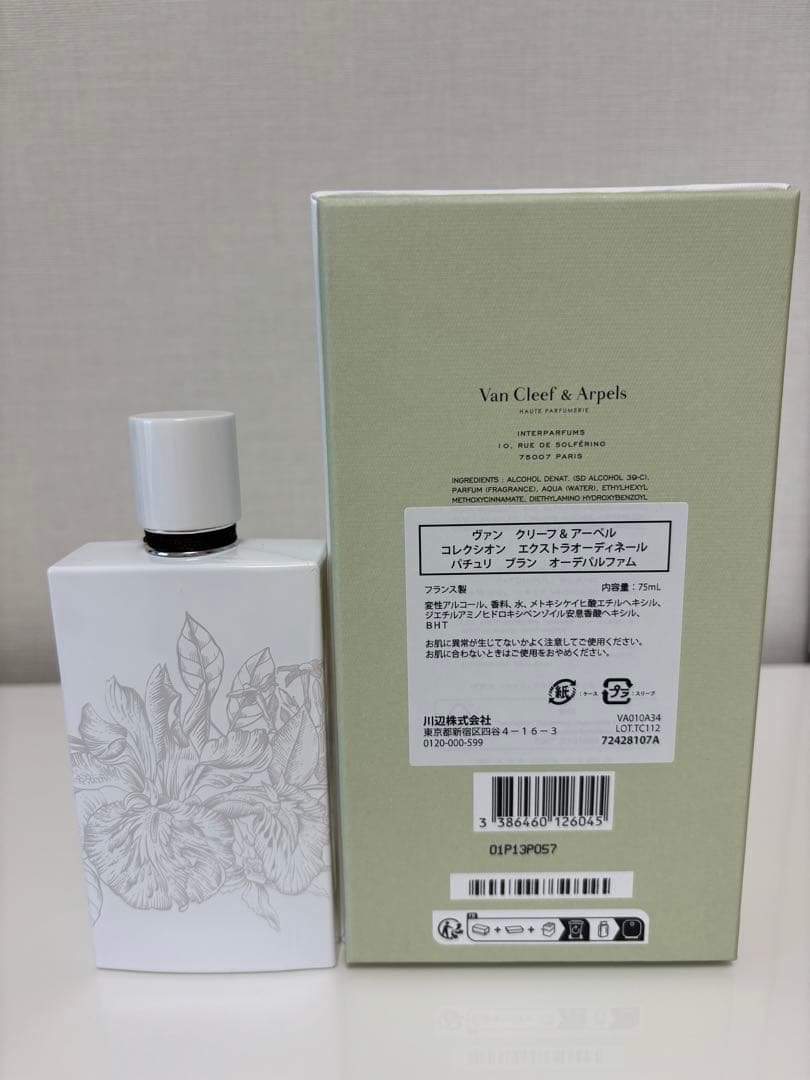 Van Cleef & Arpels
HAUTE PARFUMERIE
INTERPARFUMS
10, RUE DE SOLFÉRINO
75007 PARIS
INGREDIENTS : ALCOHOL DENAT. (SD ALCOHOL 39-C),
PARFUM (FRAGRANCE), AQUA (WATER), ETHYLHEXYL
METHOXYCINNAMATE, DIETHYLAMINO HYDROXYBENZOYL
ヴァン クリーフ&アーペル
コレクシオン エクストラオーディネール
パチュリ ブラン オーデパルファム
フランス製 内容量:75mL
変性アルコール、香料、水、メトキシケイヒ酸エチルヘキシル、
ジエチルアミノヒドロキシベンゾイル安息香酸ヘキシル、
BHT
お肌に異常が生じてないかよく注意してご使用ください。
お肌に合わないときはご使用をおやめください。
紙 :ケース プラ :スリーブ
川辺株式会社 VA010A34
東京都新宿区四谷4-16-3 LOT.TC112
0120-000-599 72428107A
3 386460 126045
01P13P057
FR